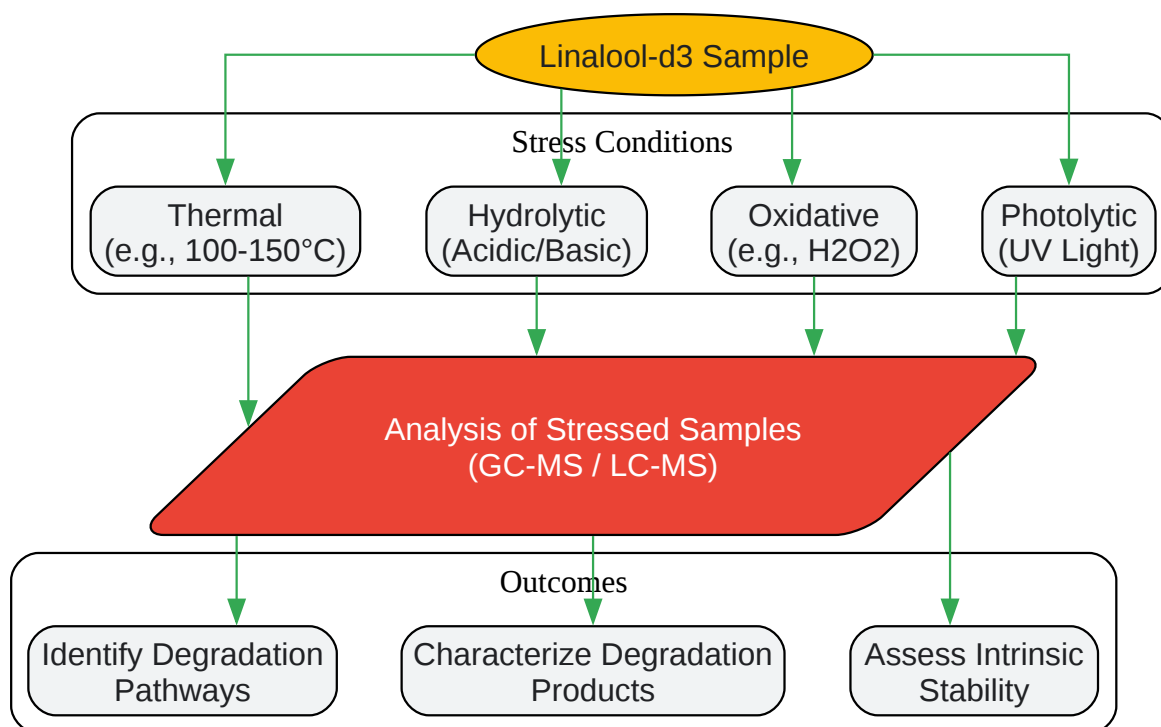 Linalool-d3 Sample
Stress Conditions
Thermal
(e.g., 100-150°C)
Hydrolytic
(Acidic/Basic)
Oxidative
(e.g., H2O2)
Photolytic
(UV Light)
Analysis of Stressed Samples
(GC-MS / LC-MS)
Outcomes
Identify Degradation
Pathways
Characterize Degradation
Products
Assess Intrinsic
Stability